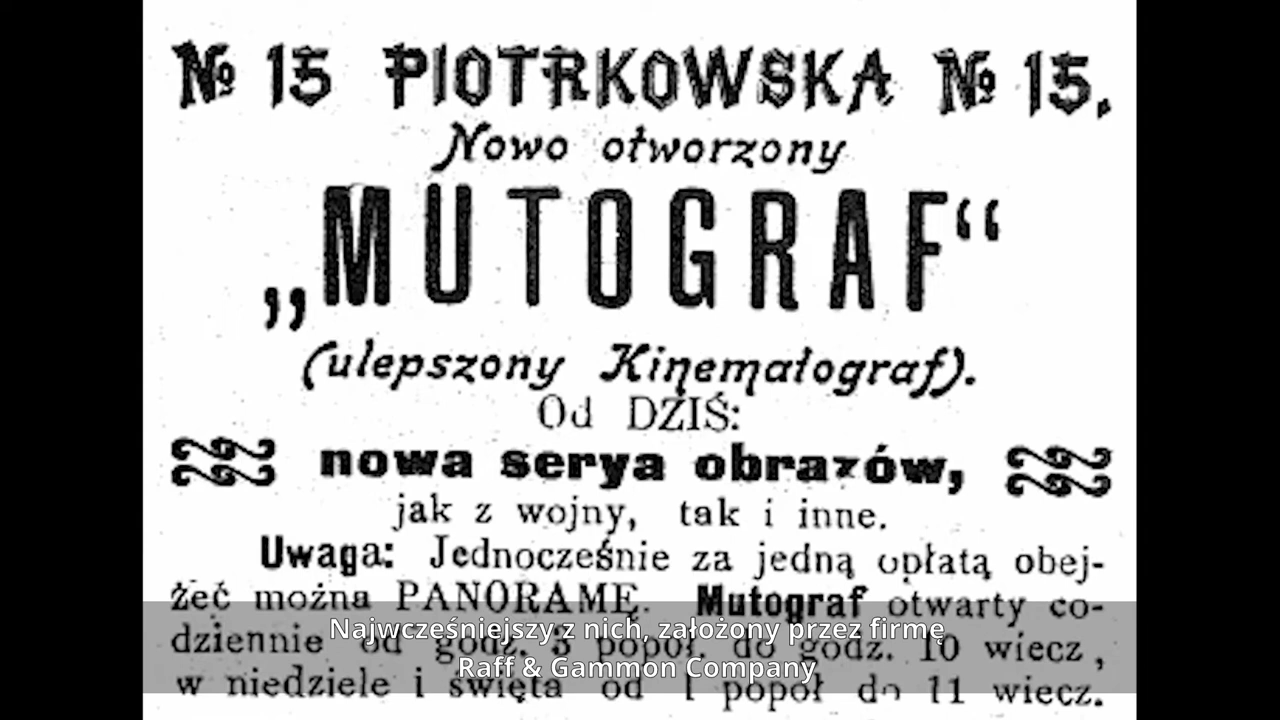 № 15 PIOTRKOWSKA № 15.
Nowo otworzony
„MUTOGRAF“
(ulepszony Kinematograf).
Od DZIŚ:
nowa serya obrazów,
jak z wojny, tak i inne.
Uwaga: Jednocześnie za jedną opłatą obej-
żeć można PANORAMĘ. Mutograf otwarty co-
dziennie od godz. 3 popoł. do godz. 10 wiecz,
w niedziele i święta od 1 popoł do 11 wiecz.
Najwcześniejszy z nich, założony przez firmę
Raff & Gammon Company